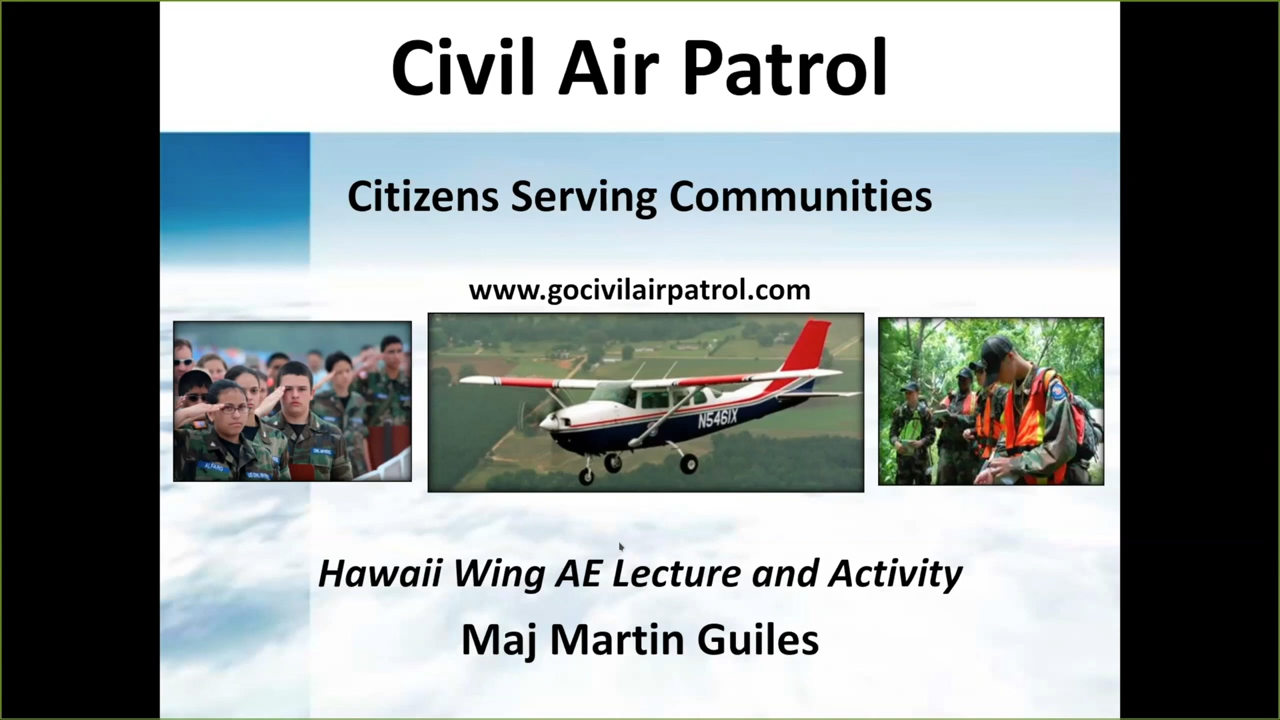 Civil Air Patrol
Citizens Serving Communities
www.gocivilairpatrol.com
N5461X
ALFARO
Hawaii Wing AE Lecture and Activity
Maj Martin Guiles